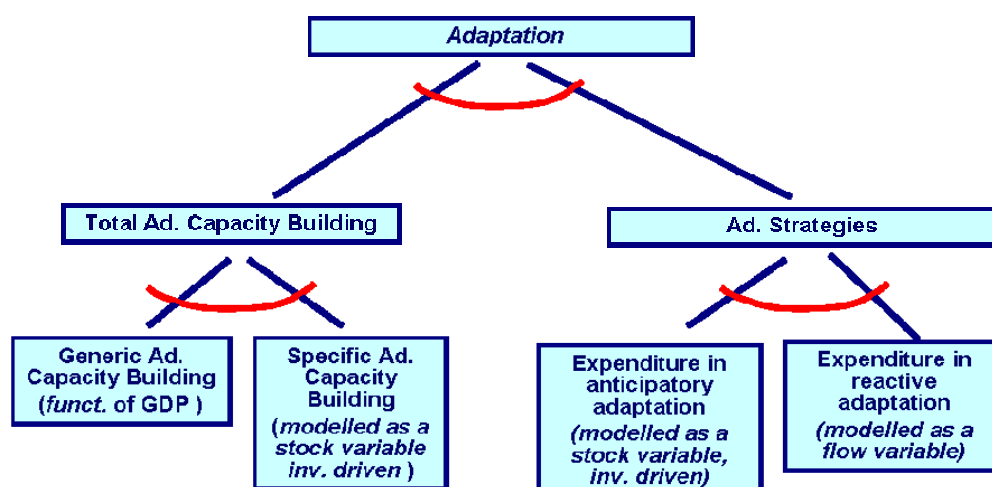 Adaptation
Total Ad. Capacity Building
Ad. Strategies
Generic Ad.
Capacity Building
(funct. of GDP )
Specific Ad.
Capacity
Building
(modelled as a
stock variable
inv. driven )
Expenditure in
anticipatory
adaptation
(modelled as a
stock variable,
inv. driven)
Expenditure in
reactive
adaptation
(modelled as a
flow variable)